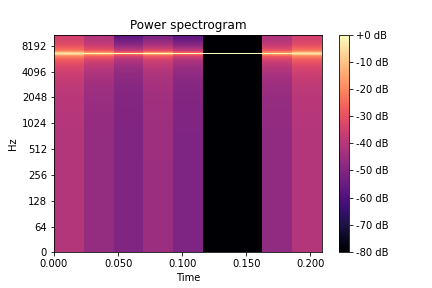 Power spectrogram
8192
4096
2048
1024
512
256
128
64
0
Hz
0.000 0.050 0.100 0.150 0.200
Time
+0 dB
-10 dB
-20 dB
-30 dB
-40 dB
-50 dB
-60 dB
-70 dB
-80 dB